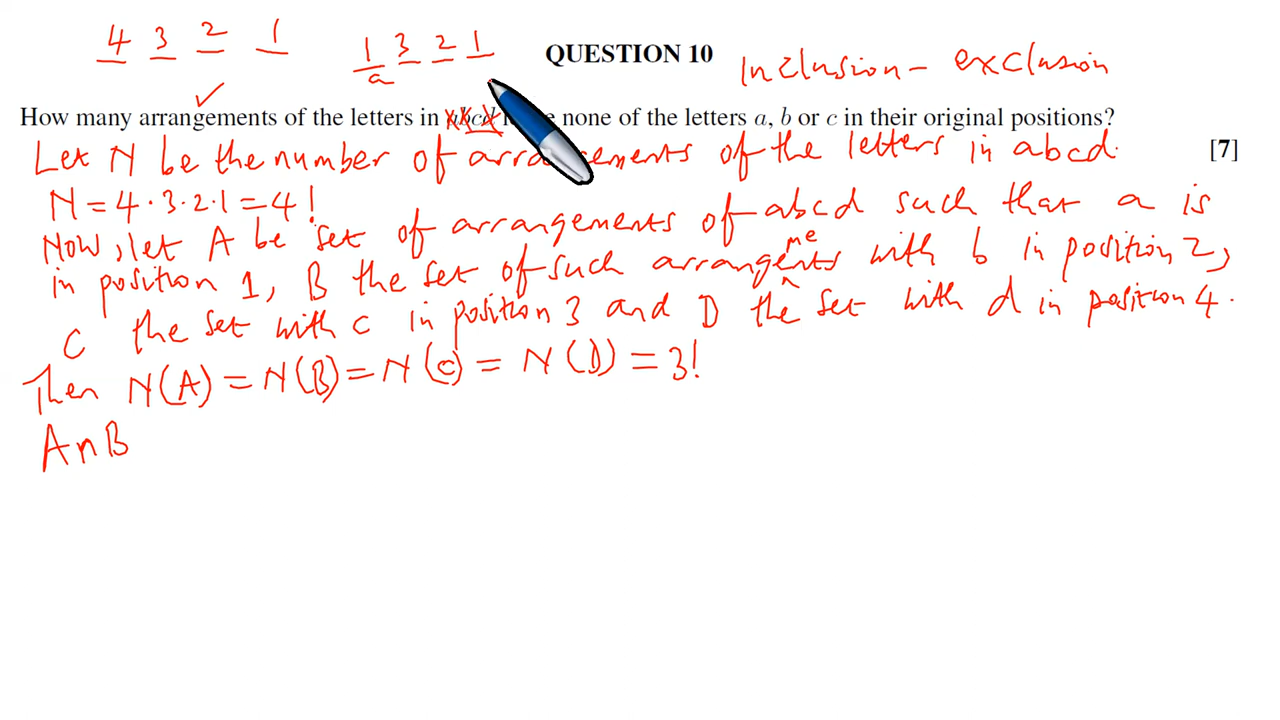 4 3 2 1
1 3 2 1
a
QUESTION 10
Inclusion - exclusion
How many arrangements of the letters in abcd none of the letters a, b or c in their original positions?
[7]
Let N be the number of arrangements of the letters in abcd.
N = 4 · 3 · 2 · 1 = 4!
Now, let A be set of arrangements of abcd such that a is
in position 1, B the set of such arrangements with b in position 2,
C the set with c in position 3 and D the set with d in position 4.
Then N(A) = N(B) = N(C) = N(D) = 3!
A∩B